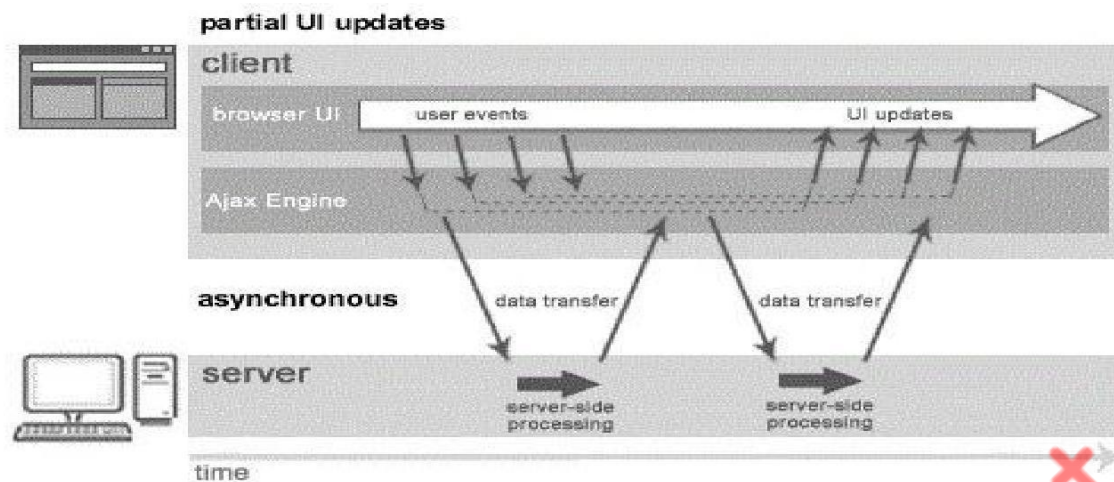 partial UI updates
client
browser UI
user events
UI updates
Ajax Engine
asynchronous
data transfer
data transfer
server
server-side
processing
server-side
processing
time